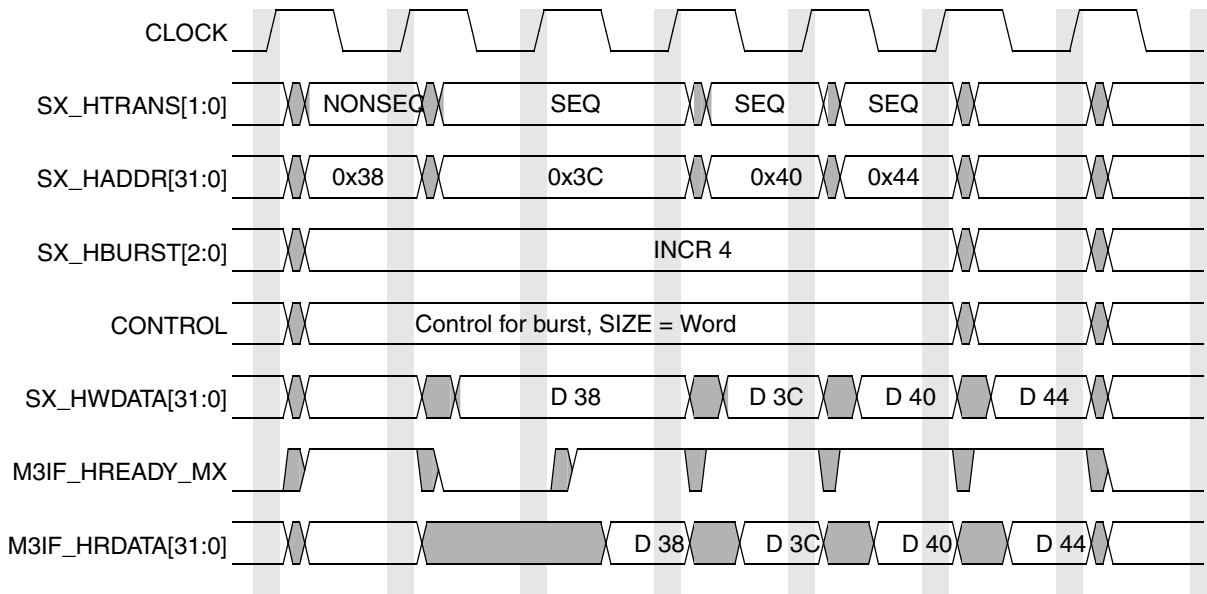 CLOCK
SX_HTRANS[1:0] NONSEQ SEQ SEQ SEQ
SX_HADDR[31:0] 0x38 0x3C 0x40 0x44
SX_HBURST[2:0] INCR 4
CONTROL Control for burst, SIZE = Word
SX_HWDATA[31:0] D 38 D 3C D 40 D 44
M3IF_HREADY_MX
M3IF_HRDATA[31:0] D 38 D 3C D 40 D 44